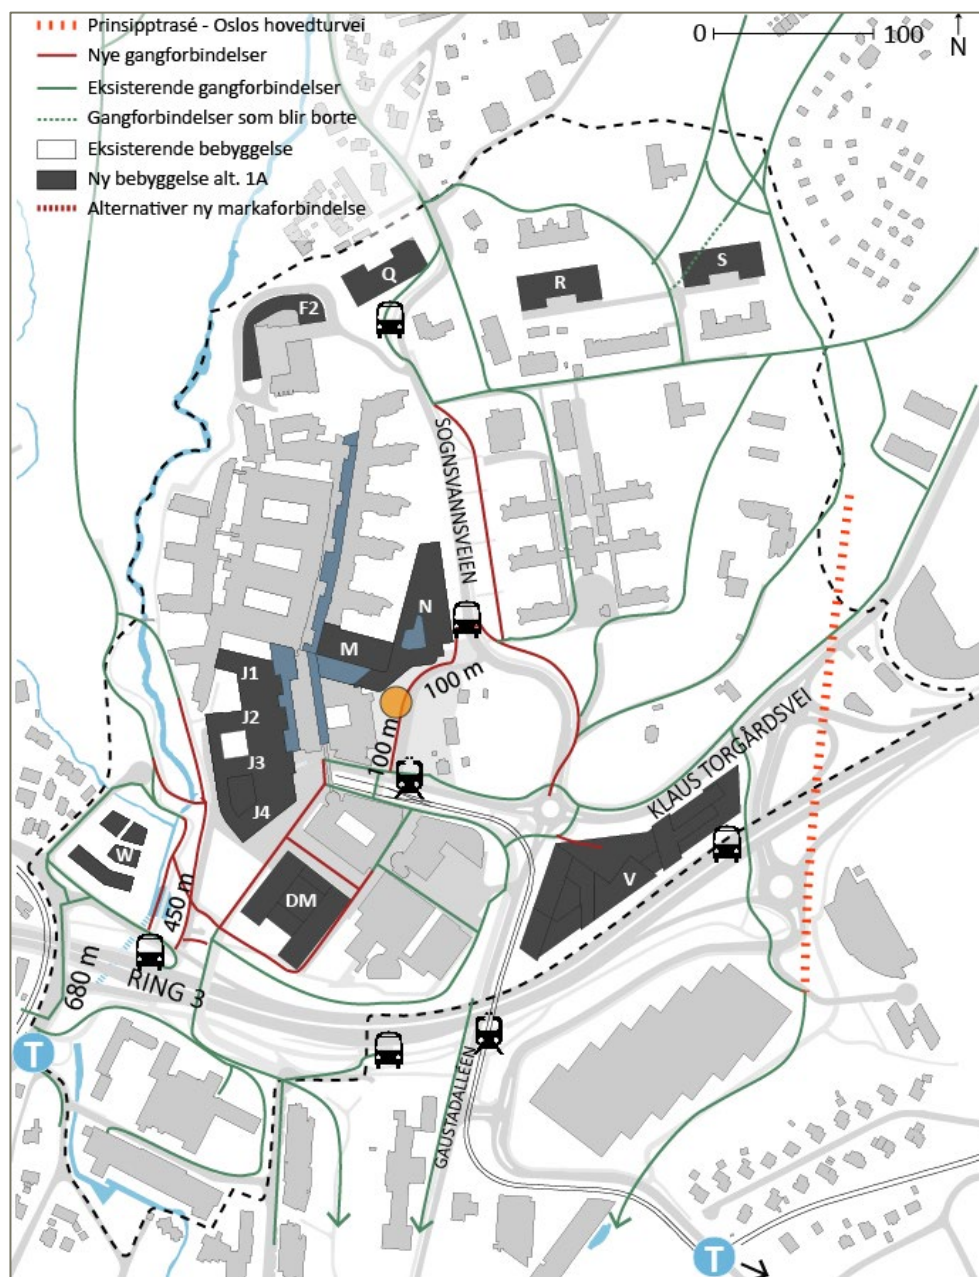 Prinsipptrasé - Oslos hovedturvei
Nye gangforbindelser
Eksisterende gangforbindelser
Gangforbindelser som blir borte
Eksisterende bebyggelse
Ny bebyggelse alt. 1A
Alternativer ny markaforbindelse
0 100
N
Q
R
S
F2
SOGNSVANNSVEIEN
N
M
J1
100 m
J2
100 m
J3
KLAUS TORGÅRDSVEI
J4
W
V
DM
450 m
680 m
RING 3
GAUSTADALLEEN
T
T